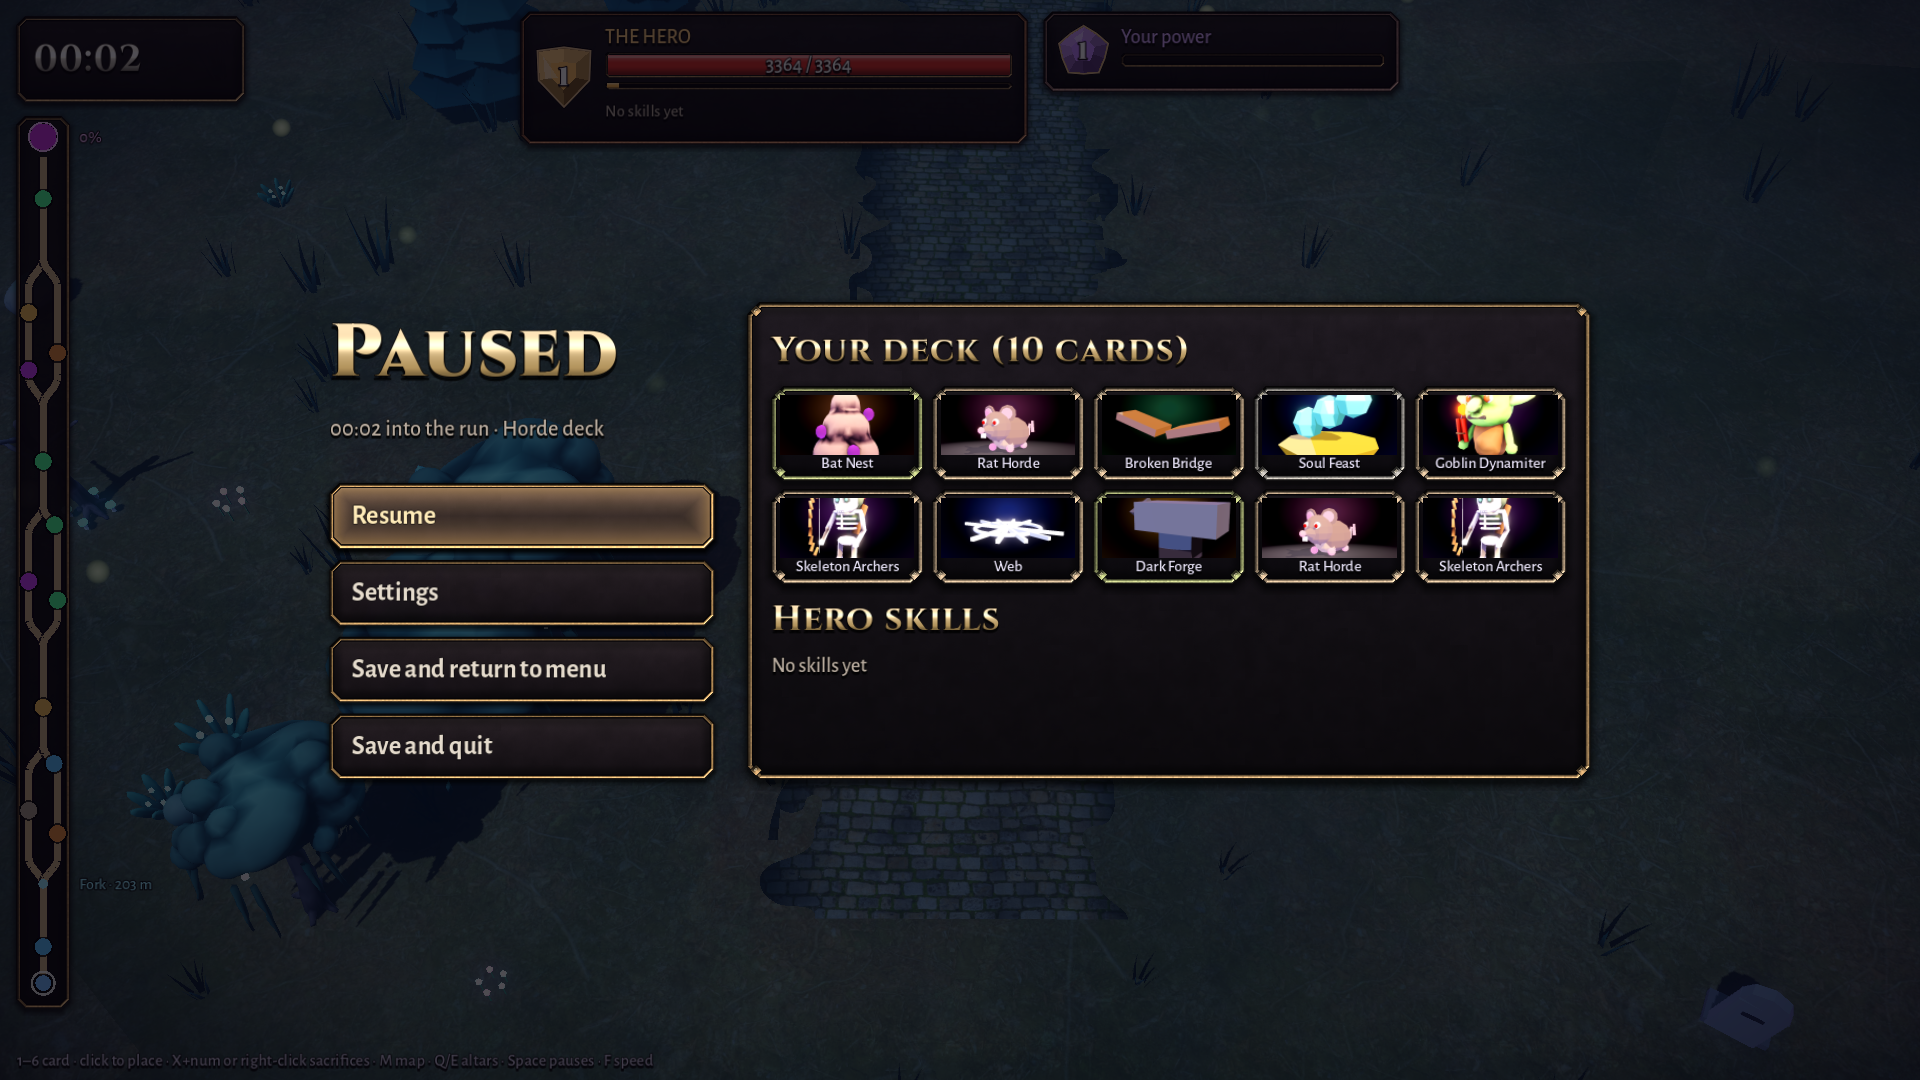 00:02
THE HERO
1
3364 / 3364
No skills yet
1
Your power
0%
PAUSED
00:02 into the run · Horde deck
Resume
Settings
Save and return to menu
Save and quit
YOUR DECK (10 CARDS)
Bat Nest
Rat Horde
Broken Bridge
Soul Feast
Goblin Dynamiter
Skeleton Archers
Web
Dark Forge
Rat Horde
Skeleton Archers
HERO SKILLS
No skills yet
Fork · 203 m
1–6 card · click to place · X+num or right-click sacrifices · M map · Q/E altars · Space pauses · F speed